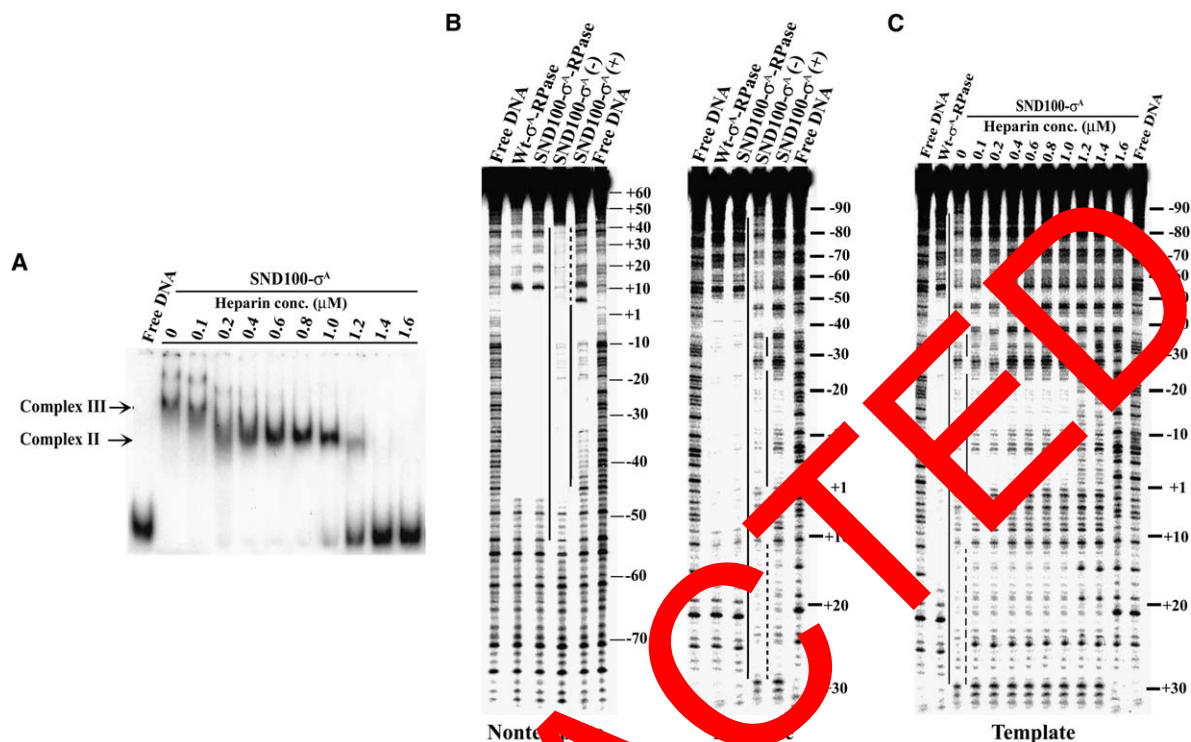 A
Free DNA
SND100-σᴬ
Heparin conc. (μM)
0 0.1 0.2 0.4 0.6 0.8 1.0 1.2 1.4 1.6
Complex III
Complex II
B
Free DNA
Wt-σᴬ-RPase
SND100-σᴬ-RPase
SND100-σᴬ (-)
SND100-σᴬ (+)
Free DNA
+60
+50
+40
+30
+20
+10
+1
-10
-20
-30
-40
-50
-60
-70
Free DNA
Wt-σᴬ-RPase
SND100-σᴬ-RPase
SND100-σᴬ (-)
SND100-σᴬ (+)
Free DNA
-90
-80
-70
-60
-50
-40
-30
-20
+1
+20
+30
C
Free DNA
Wt-σᴬ-RPase
SND100-σᴬ
Heparin conc. (μM)
0 0.1 0.2 0.4 0.6 0.8 1.0 1.2 1.4 1.6
Free DNA
-90
-80
-70
-60
-50
-30
-20
-10
+1
+10
+20
+30
Template
CTED